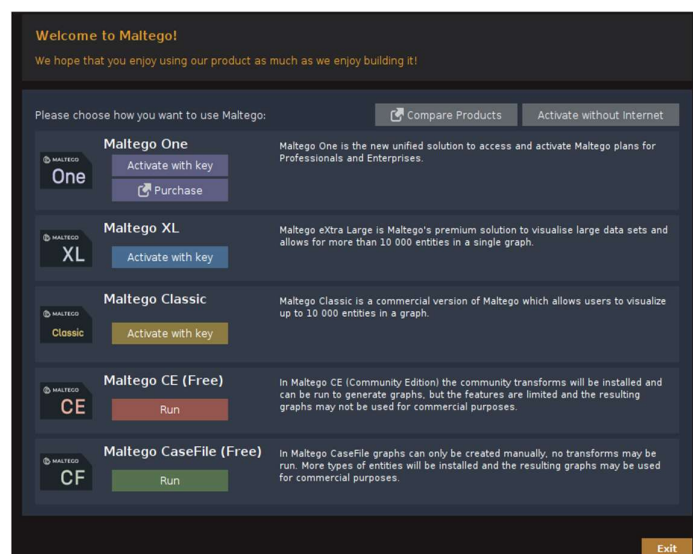 Welcome to Maltego!
We hope that you enjoy using our product as much as we enjoy building it!
Please choose how you want to use Maltego:
Compare Products
Activate without Internet
MALTEGO
One
Maltego One
Activate with key
Purchase
Maltego One is the new unified solution to access and activate Maltego plans for
Professionals and Enterprises.
MALTEGO
XL
Maltego XL
Activate with key
Maltego eXtra Large is Maltego's premium solution to visualise large data sets and
allows for more than 10 000 entities in a single graph.
MALTEGO
Classic
Maltego Classic
Activate with key
Maltego Classic is a commercial version of Maltego which allows users to visualize
up to 10 000 entities in a graph.
MALTEGO
CE
Maltego CE (Free)
Run
In Maltego CE (Community Edition) the community transforms will be installed and
can be run to generate graphs, but the features are limited and the resulting
graphs may not be used for commercial purposes.
MALTEGO
CF
Maltego CaseFile (Free)
Run
In Maltego CaseFile graphs can only be created manually, no transforms may be
run. More types of entities will be installed and the resulting graphs may be used
for commercial purposes.
Exit